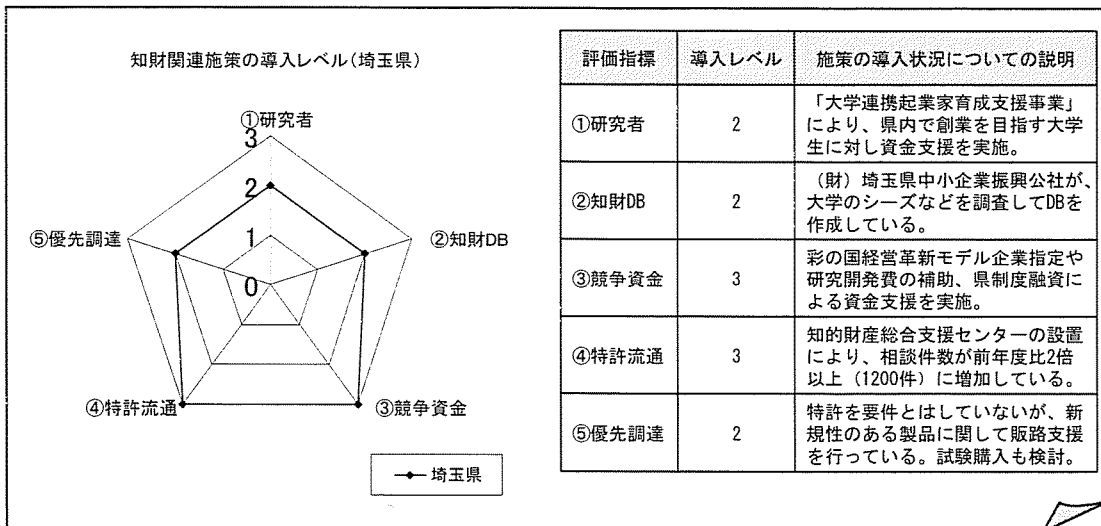 知財関連施策の導入レベル(埼玉県)
①研究者
3
2
1
0
②知財DB
③競争資金
④特許流通
⑤優先調達
埼玉県
評価指標 導入レベル 施策の導入状況についての説明
①研究者 2
「大学連携起業家育成支援事業」
により、県内で創業を目指す大学
生に対し資金支援を実施。
②知財DB 2
(財)埼玉県中小企業振興公社が、
大学のシーズなどを調査してDBを
作成している。
③競争資金 3
彩の国経営革新モデル企業指定や
研究開発費の補助、県制度融資に
よる資金支援を実施。
④特許流通 3
知的財産総合支援センターの設置
により、相談件数が前年度比2倍
以上(1200件)に増加している。
⑤優先調達 2
特許を要件とはしていないが、新
規性のある製品に関して販路支援
を行っている。試験購入も検討。